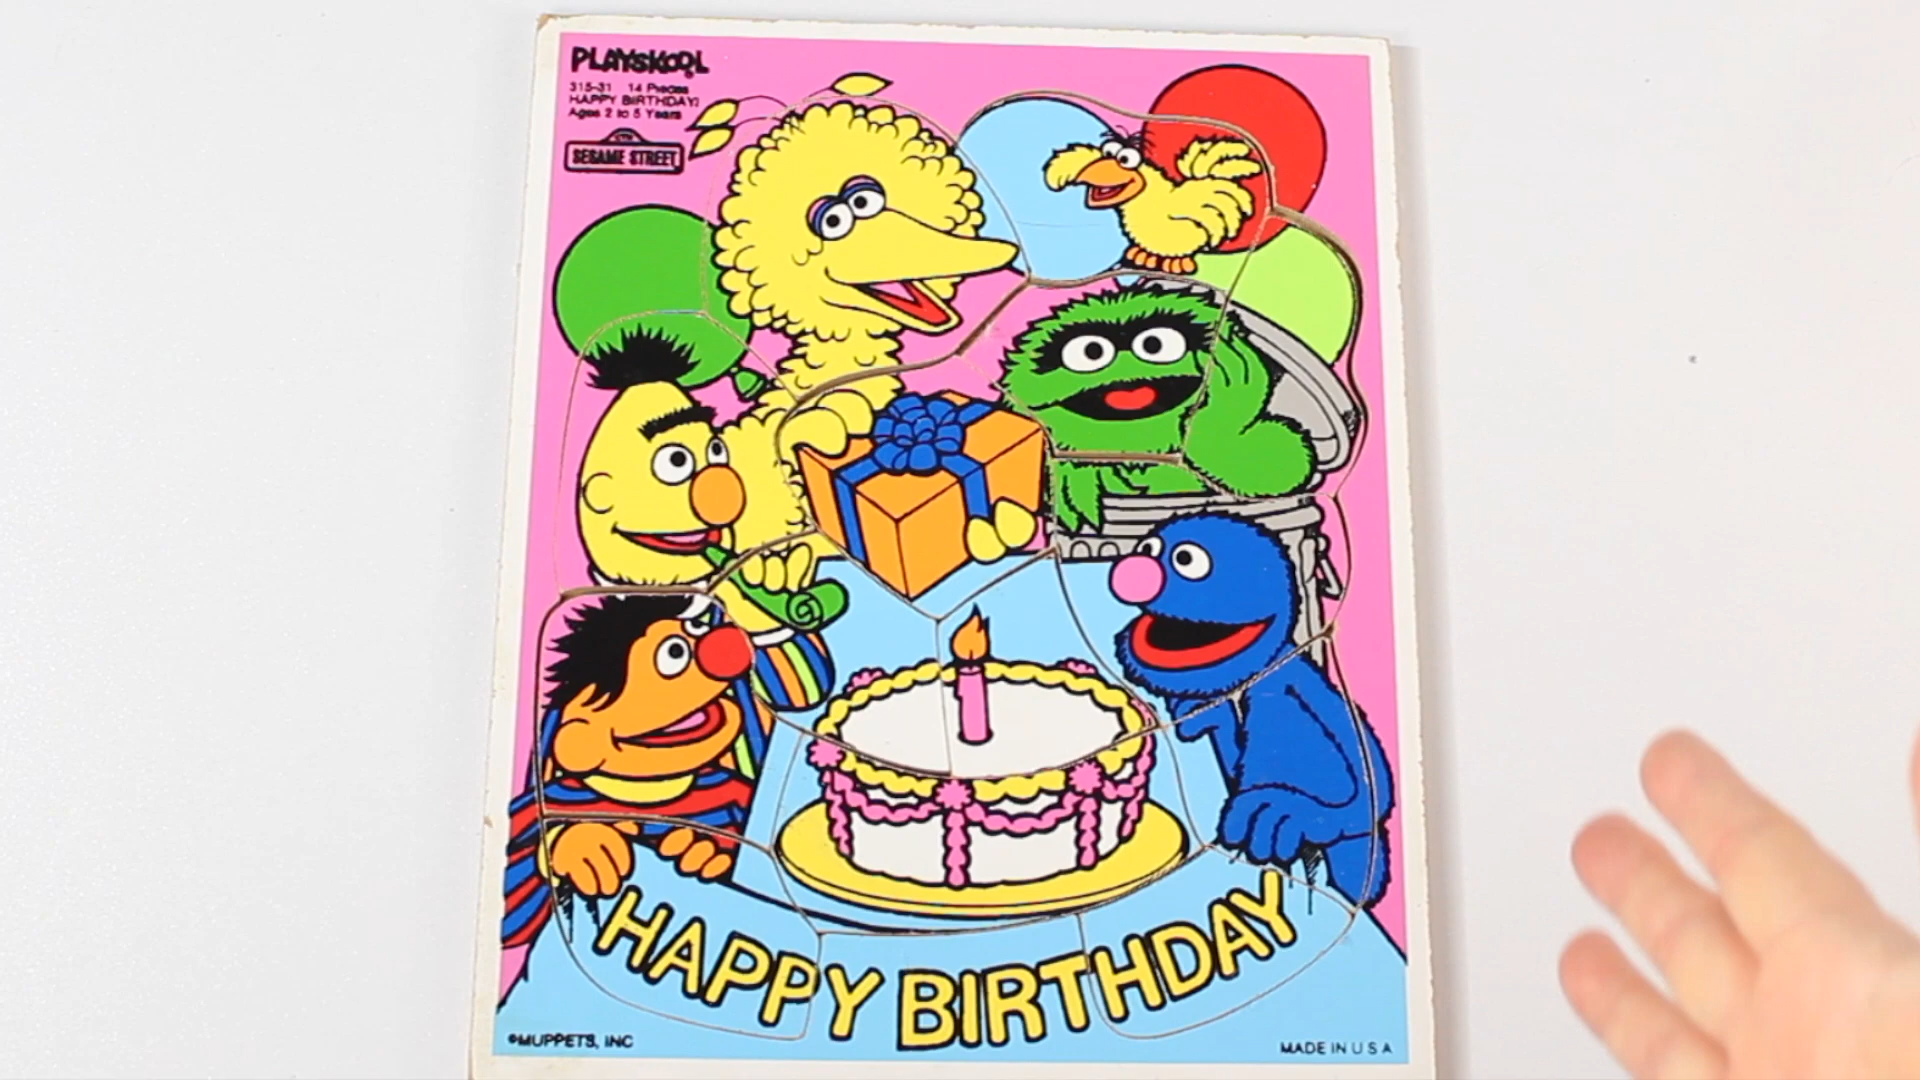 PLAYSKOOL
315-31 14 Pieces
HAPPY BIRTHDAY!
Ages 2 to 5 Years
SESAME STREET
HAPPY BIRTHDAY
©MUPPETS, INC
MADE IN U S A